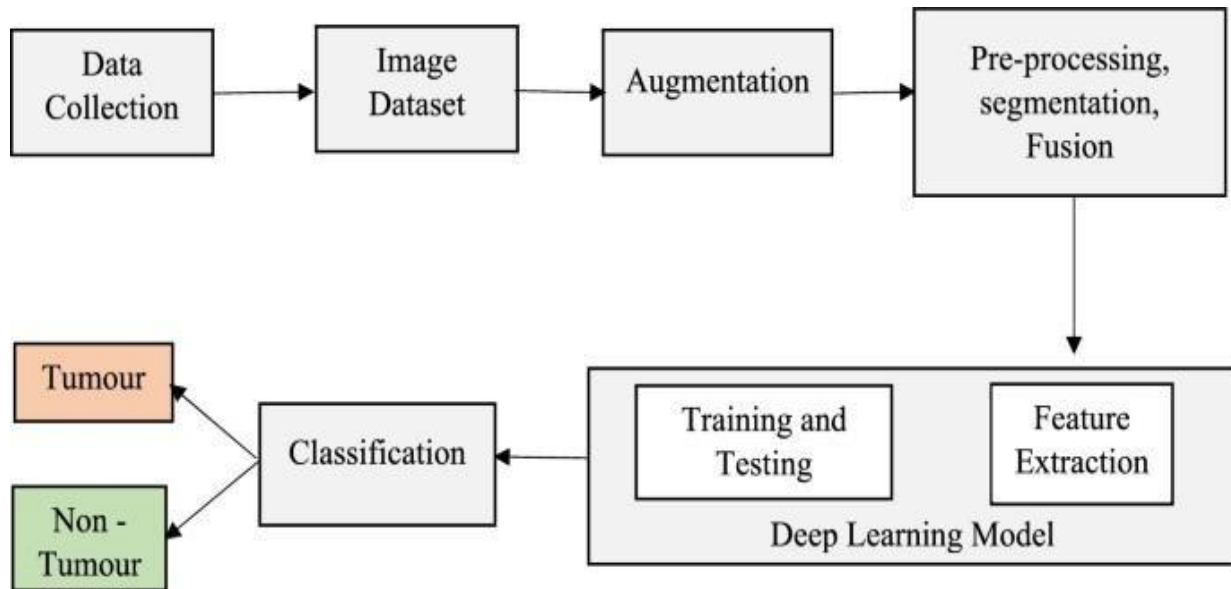 Data
Collection
Image
Dataset
Augmentation
Pre-processing,
segmentation,
Fusion
Tumour
Non -
Tumour
Classification
Training and
Testing
Feature
Extraction
Deep Learning Model